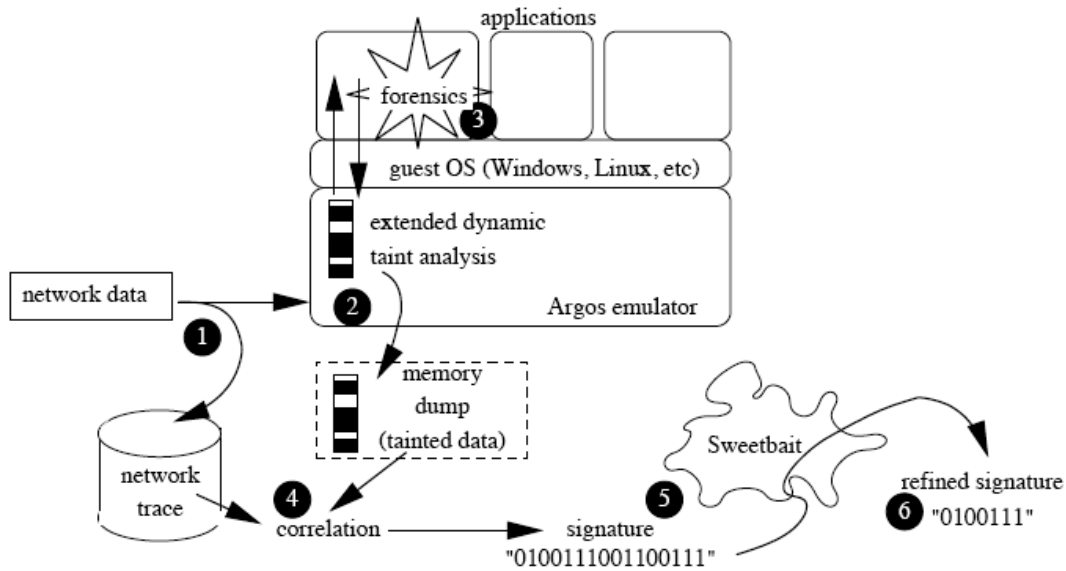 applications
forensics
3
guest OS (Windows, Linux, etc)
extended dynamic
taint analysis
network data
2
Argos emulator
1
memory
dump
(tainted data)
Sweetbait
network
trace
4
correlation
5
signature
"0100111001100111"
refined signature
6
"0100111"